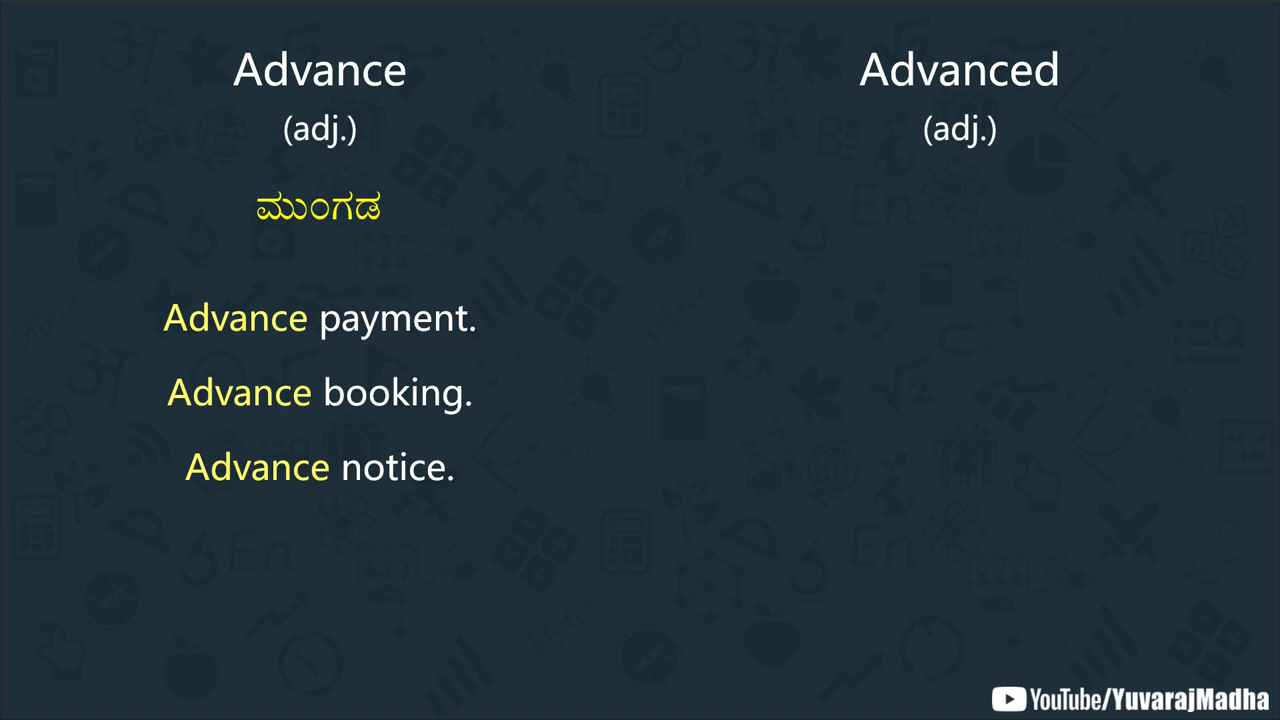 Advance
(adj.)
ಮುಂಗಡ
Advance payment.
Advance booking.
Advance notice.
Advanced
(adj.)
YouTube/YuvarajMadha